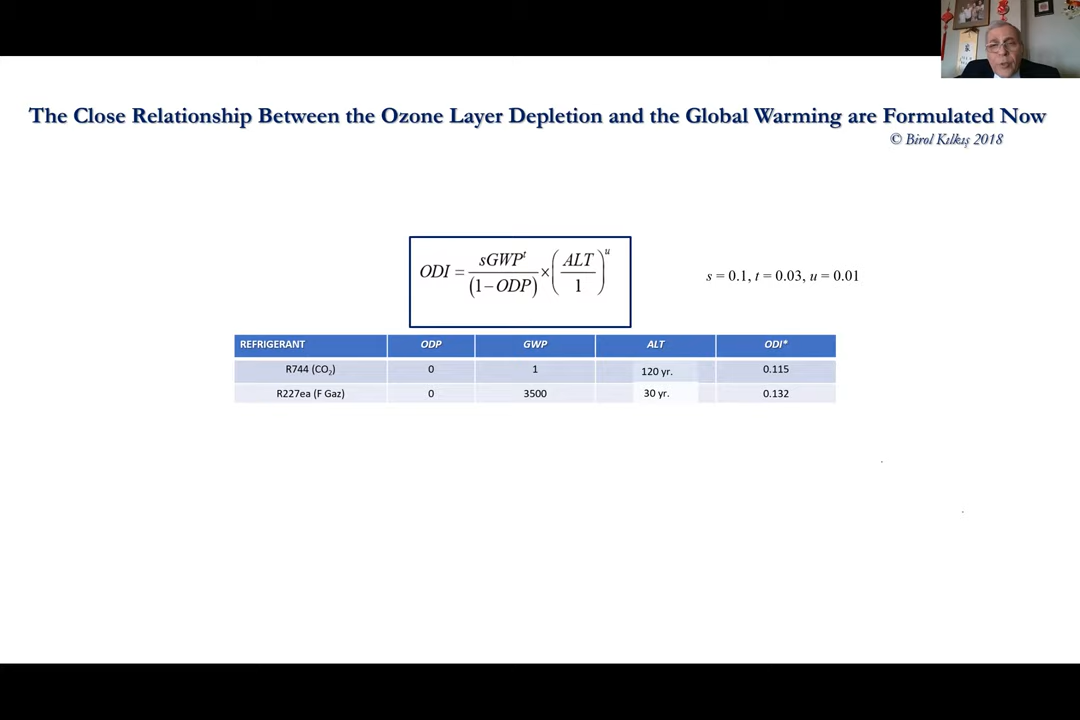 The Close Relationship Between the Ozone Layer Depletion and the Global Warming are Formulated Now
© Birol Kılkış 2018
ODI = sGWP^t / (1 − ODP) × (ALT / 1)^u
s = 0.1, t = 0.03, u = 0.01
REFRIGERANT ODP GWP ALT ODI*
R744 (CO₂) 0 1 120 yr. 0.115
R227ea (F Gaz) 0 3500 30 yr. 0.132